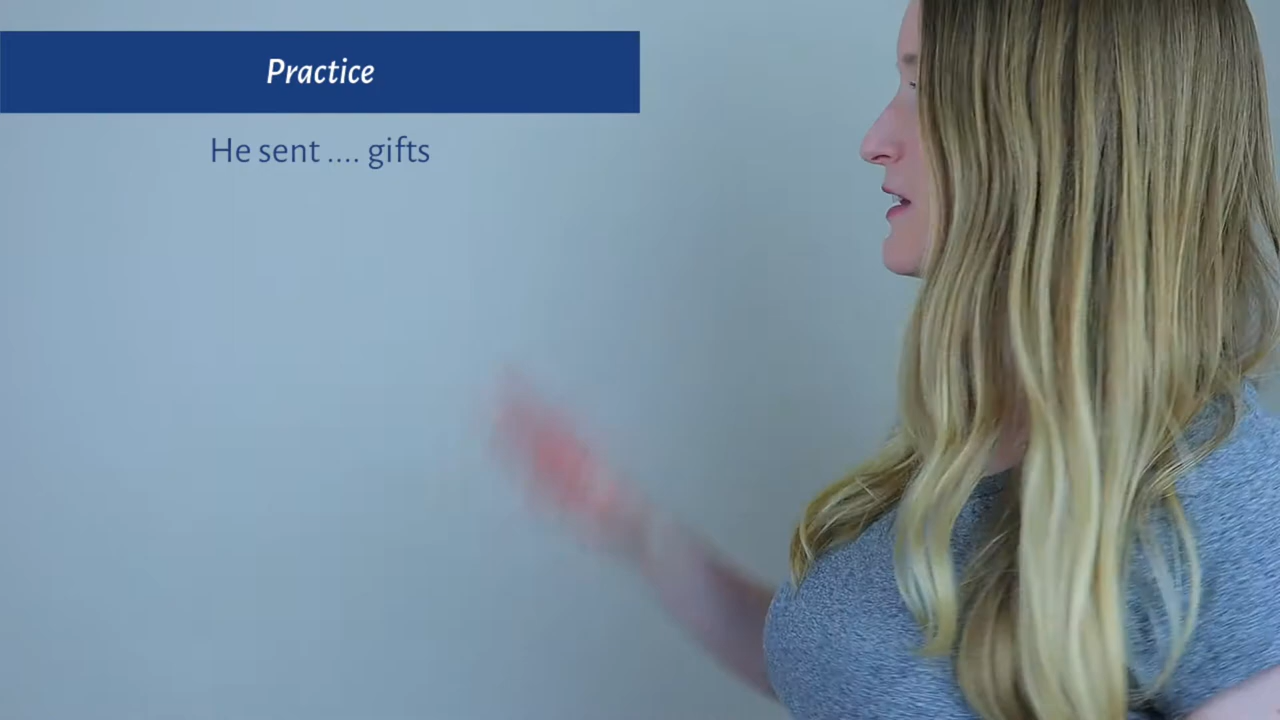 Practice
He sent .... gifts